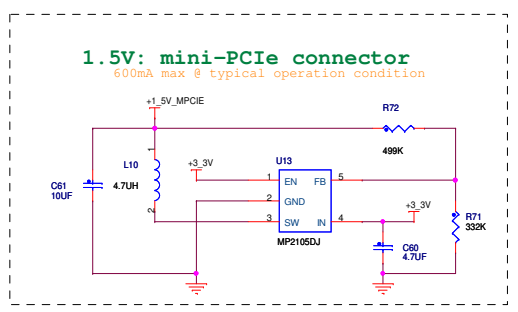 1.5V: mini-PCIe connector
600mA max @ typical operation condition
+1_5V_MPCIE
R72
499K
+3_3V
U13
1
L10
4.7UH
2
C61
10UF
1 EN FB 5
2 GND
3 SW IN 4
MP2105DJ
+3_3V
R71
332K
C60
4.7UF